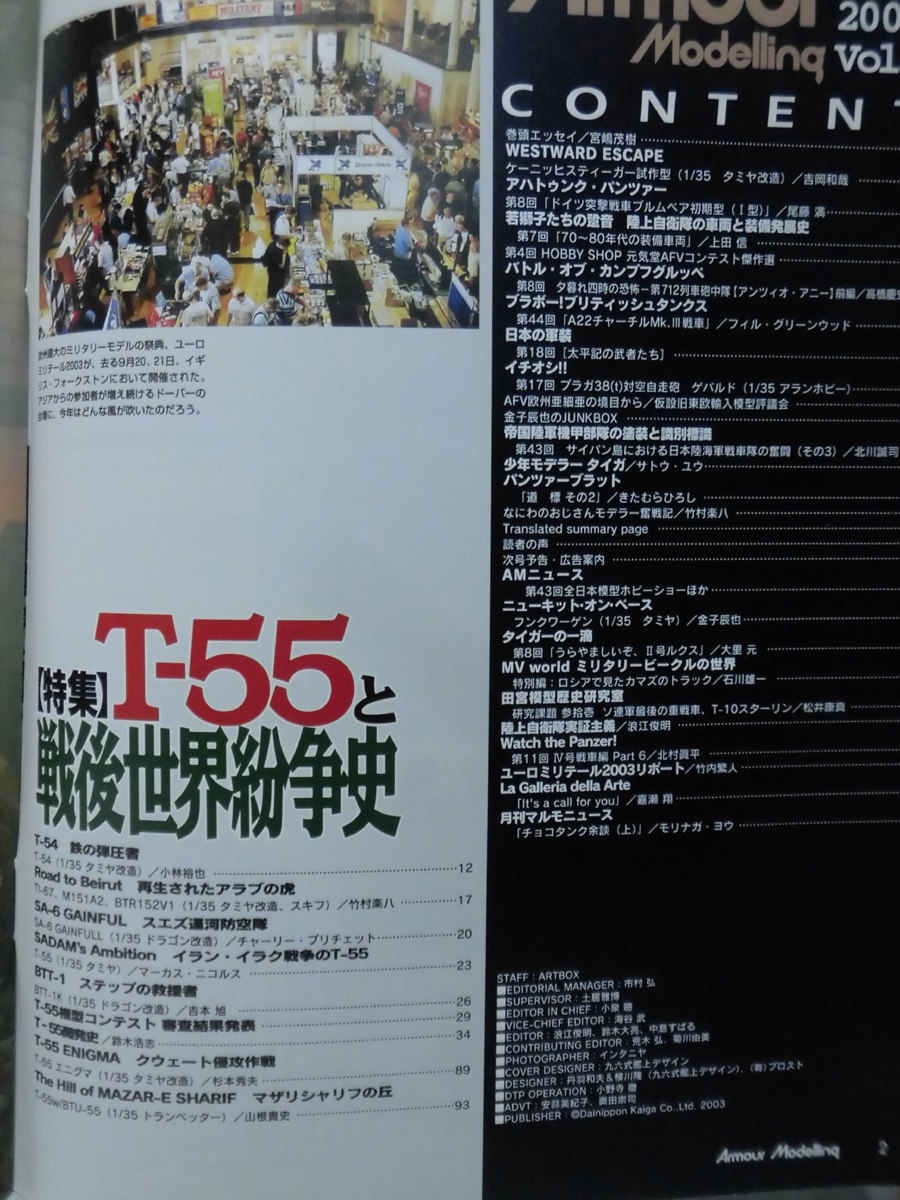 MILITARY
欧州最大のミリタリーモデルの祭典、ユーロ
ミリテール2003が、去る9月20、21日、イギ
リス・フォークストンにおいて開催された。
アジアからの参加者が増え続けるドーバーの
会場に、今年はどんな風が吹いたのだろう。
【特集】T-55と
戦後世界紛争史
T-54 鉄の弾圧者
T-54（1/35 タミヤ改造）／小林裕也 12
Road to Beirut 再生されたアラブの虎
TI-67、M151A2、BTR152V1（1/35 タミヤ改造、スキフ）／竹村楽八 17
SA-6 GAINFUL スエズ運河防空隊
SA-6 GAINFULL（1/35 ドラゴン改造）／チャーリー・プリチェット 20
SADAM's Ambition イラン・イラク戦争のT-55
T-55（1/35 タミヤ）／マーカス・ニコルス 23
BTT-1 ステップの救援者
BTT-1K（1/35 ドラゴン改造）／吉本 旭 26
T-55模型コンテスト 審査結果発表 29
T-55開発史／鈴木浩志 34
T-55 ENIGMA クウェート侵攻作戦
T-55 エニグマ（1/35 タミヤ改造）／杉本秀夫 89
The Hill of MAZAR-E SHARIF マザリシャリフの丘
T-55w/BTU-55（1/35 トランペッター）／山根貴史 93
Armour
Modelling
200
Vol.
CONTENT
巻頭エッセイ／宮嶋茂樹
WESTWARD ESCAPE
ケーニッヒスティーガー試作型（1/35 タミヤ改造）／吉岡和哉
アハトゥンク・パンツァー
第8回「ドイツ突撃戦車ブルムベア初期型（Ⅰ型）」／尾藤 満
若獅子たちの跫音 陸上自衛隊の車両と装備発展史
第7回「70〜80年代の装備車両」／上田 信
第4回 HOBBY SHOP 元気堂AFVコンテスト傑作選
バトル・オブ・カンプフグルッペ
第8回 夕暮れ四時の恐怖−第712列車砲中隊【アンツィオ・アニー】前編／高橋慶史
ブラボー!ブリティッシュタンクス
第44回「A22チャーチルMk.Ⅲ戦車」／フィル・グリーンウッド
日本の軍装
第18回［太平記の武者たち］
イチオシ!!
第17回 プラガ38(t)対空自走砲 ゲパルド（1/35 アランホビー）
AFV欧州亜細亜の境目から／仮設旧東欧輸入模型評議会
金子辰也のJUNKBOX
帝国陸軍機甲部隊の塗装と識別標識
第43回 サイパン島における日本陸海軍戦車隊の奮闘（その3）／北川誠司
少年モデラー タイガ／サトウ・ユウ
パンツァーブラット
「道 標 その2」／きたむらひろし
なにわのおじさんモデラー奮戦記／竹村楽八
Translated summary page
読者の声
次号予告・広告案内
AMニュース
第43回全日本模型ホビーショーほか
ニューキット・オン・ベース
フンクワーゲン（1/35 タミヤ）／金子辰也
タイガーの一滴
第8回「うらやましいぞ、Ⅱ号ルクス」／大里 元
MV world ミリタリービークルの世界
特別編：ロシアで見たカマズのトラック／石川雄一
田宮模型歴史研究室
研究課題 参拾壱 ソ連軍最後の重戦車、T-10スターリン／松井康真
陸上自衛隊実証主義／浪江俊明
Watch the Panzer!
第11回 Ⅳ号戦車編 Part 6／北村眞平
ユーロミリテール2003リポート／竹内繁人
La Galleria della Arte
「It's a call for you」／嘉瀬 翔
月刊マルモニュース
「チョコタンク余談（上）」／モリナガ・ヨウ
STAFF : ARTBOX
■EDITORIAL MANAGER : 市村 弘
■SUPERVISOR : 土居雅博
■EDITOR IN CHIEF : 小泉 聰
■VICE-CHIEF EDITOR : 海谷 武
■EDITOR : 浪江俊明、鈴木大亮、中島すばる
■CONTRIBUTING EDITOR : 荒木 弘、菊川由美
■PHOTOGRAPHER : インタニヤ
■COVER DESIGNER : 九六式艦上デザイン
■DESIGNER : 丹羽和夫&横川隆（九六式艦上デザイン）、（有）プロスト
■DTP OPERATION : 小野寺 徹
■ADVT : 安蒜美紀子、奥田崇司
■PUBLISHER : ©Dainippon Kaiga Co.,Ltd. 2003
Armour Modelling 2